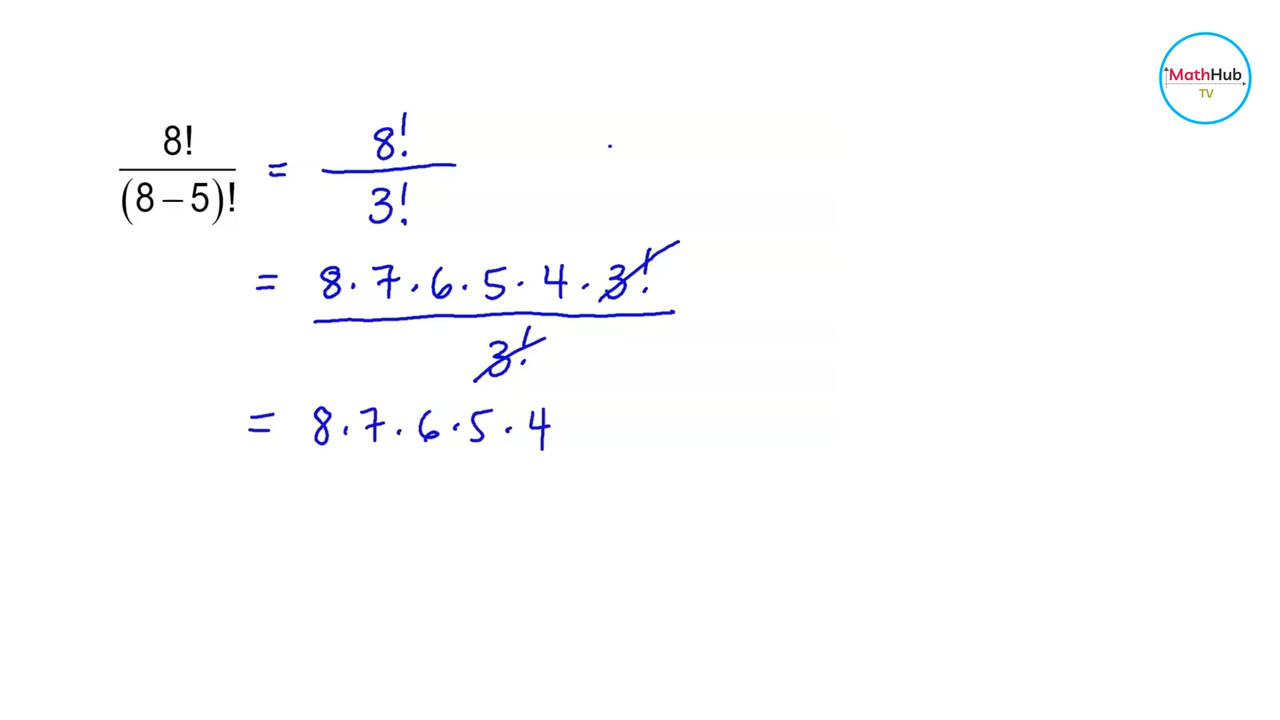 MathHub
TV
8!/(8−5)! = 8!/3!
= 8·7·6·5·4·3!/3!
= 8·7·6·5·4